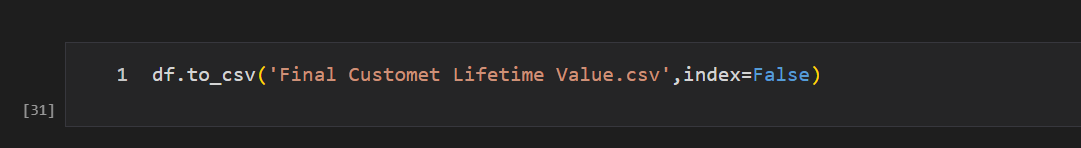 1 df.to_csv('Final Customet Lifetime Value.csv',index=False)
[31]